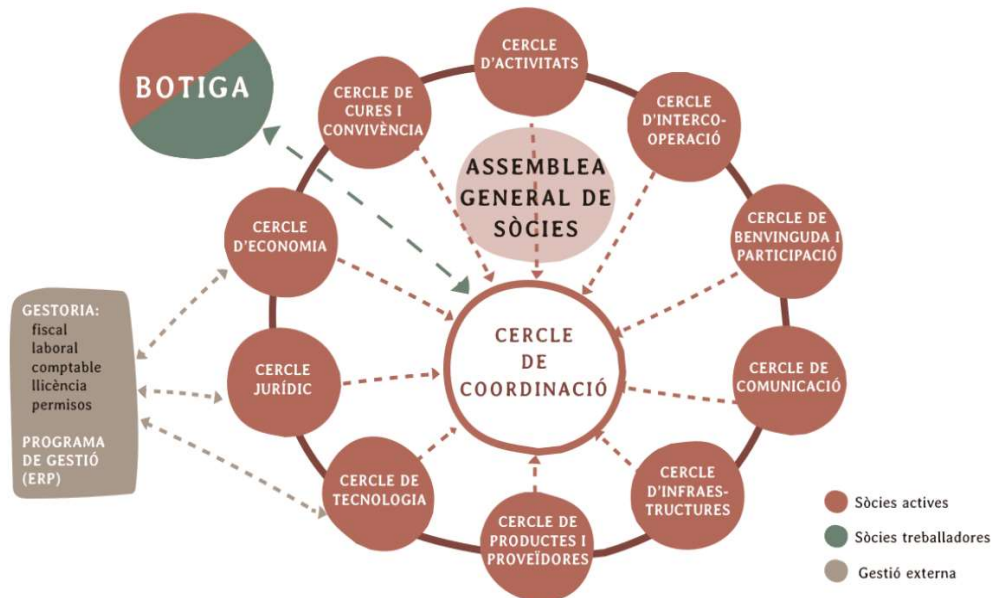 BOTIGA
CERCLE
D'ACTIVITATS
CERCLE DE
CURES I
CONVIVÈNCIA
CERCLE
D'INTERCO-
OPERACIÓ
ASSEMBLEA
GENERAL DE
SÒCIES
CERCLE
D'ECONOMIA
CERCLE DE
BENVINGUDA I
PARTICIPACIÓ
GESTORIA:
fiscal
laboral
comptable
llicència
permisos
PROGRAMA
DE GESTIÓ
(ERP)
CERCLE
JURÍDIC
CERCLE
DE
COORDINACIÓ
CERCLE DE
COMUNICACIÓ
CERCLE DE
TECNOLOGIA
CERCLE DE
PRODUCTES I
PROVEÏDORES
CERCLE
D'INFRAES-
TRUCTURES
Sòcies actives
Sòcies treballadores
Gestió externa